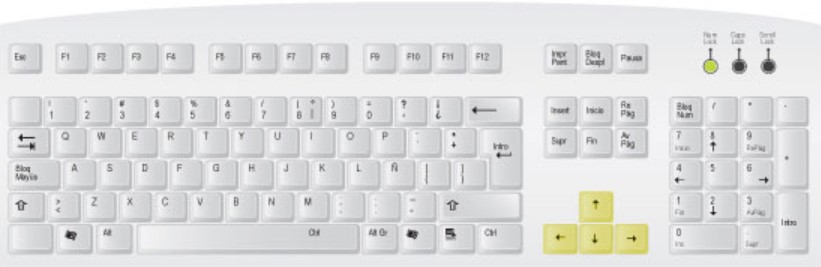 Num Lock Caps Lock Scroll Lock
Esc F1 F2 F3 F4 F5 F6 F7 F8 F9 F10 F11 F12 Impr Pant Bloq Despl Pausa
! 1 2 # 3 $ 4 % 5 & 6 / 7 ( 8 ) 9 = 0 ? ¿ Insert Inicio Re Pág Bloq Num / * -
Q W E R T Y U I O P Intro Supr Fin Av Pág 7 Inicio 8 ↑ 9 RePág +
Bloq Mayús A S D F G H J K L Ñ 4 ← 5 6 →
> < Z X C V B N M ; , : . 1 Fin 2 ↓ 3 AvPág Intro
Alt Ctrl Alt Gr Ctrl ↑ ← ↓ → 0 Ins . Supr